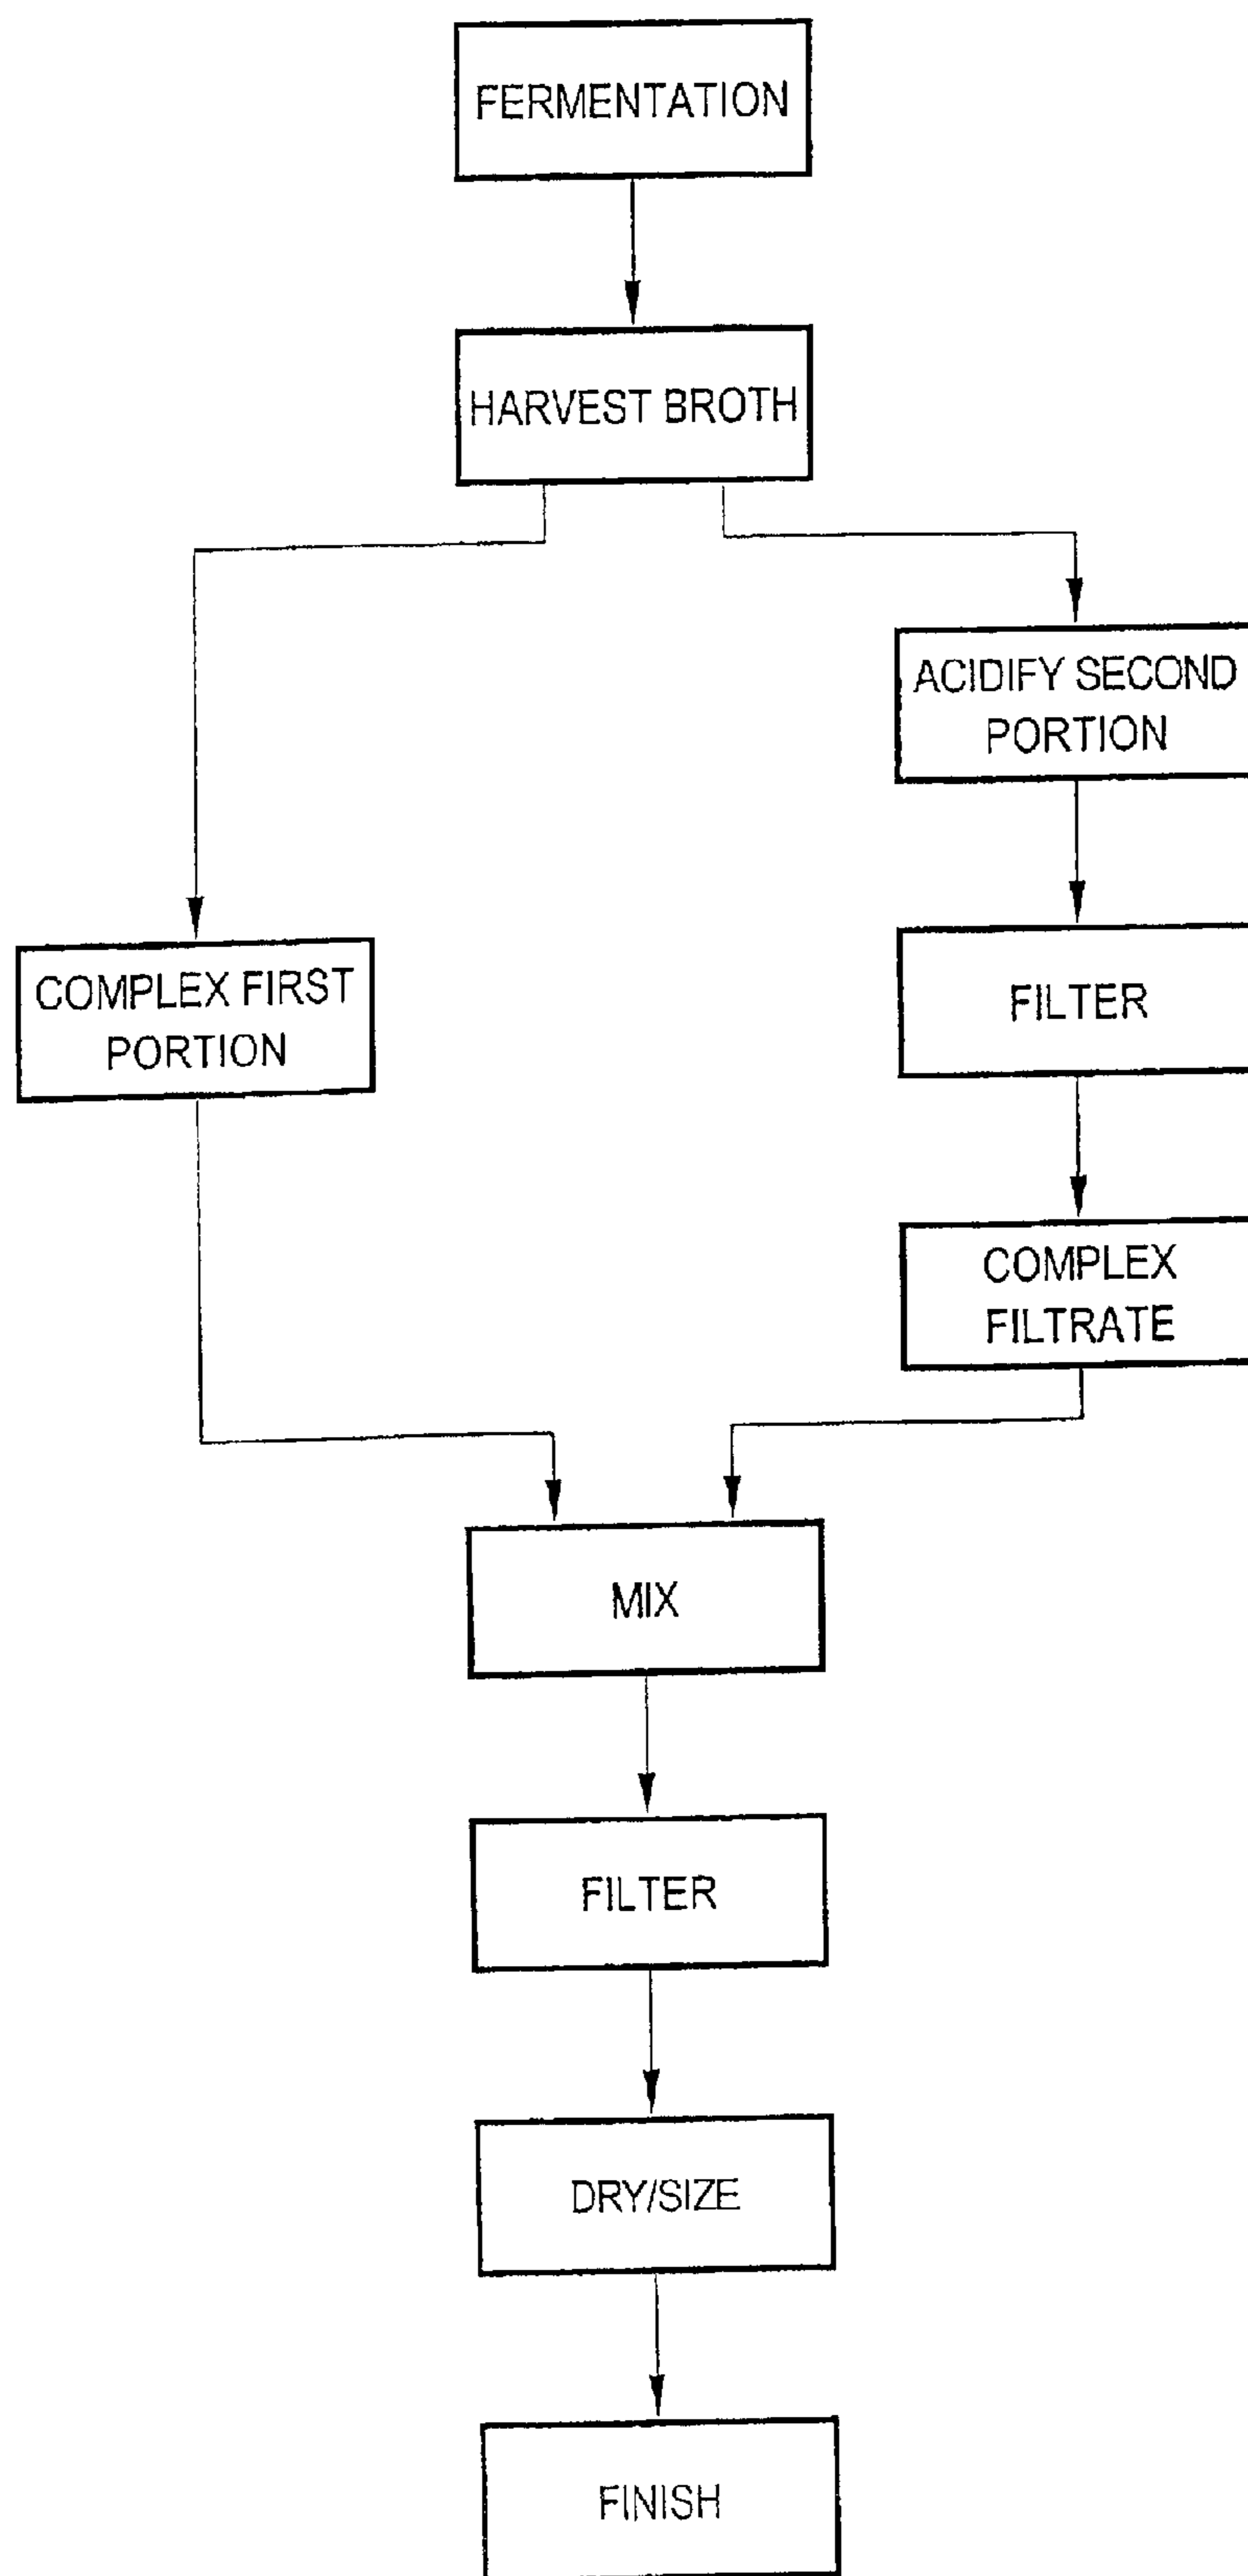 FERMENTATION
HARVEST BROTH
ACIDIFY SECOND
PORTION
COMPLEX FIRST
PORTION
FILTER
COMPLEX
FILTRATE
MIX
FILTER
DRY/SIZE
FINISH